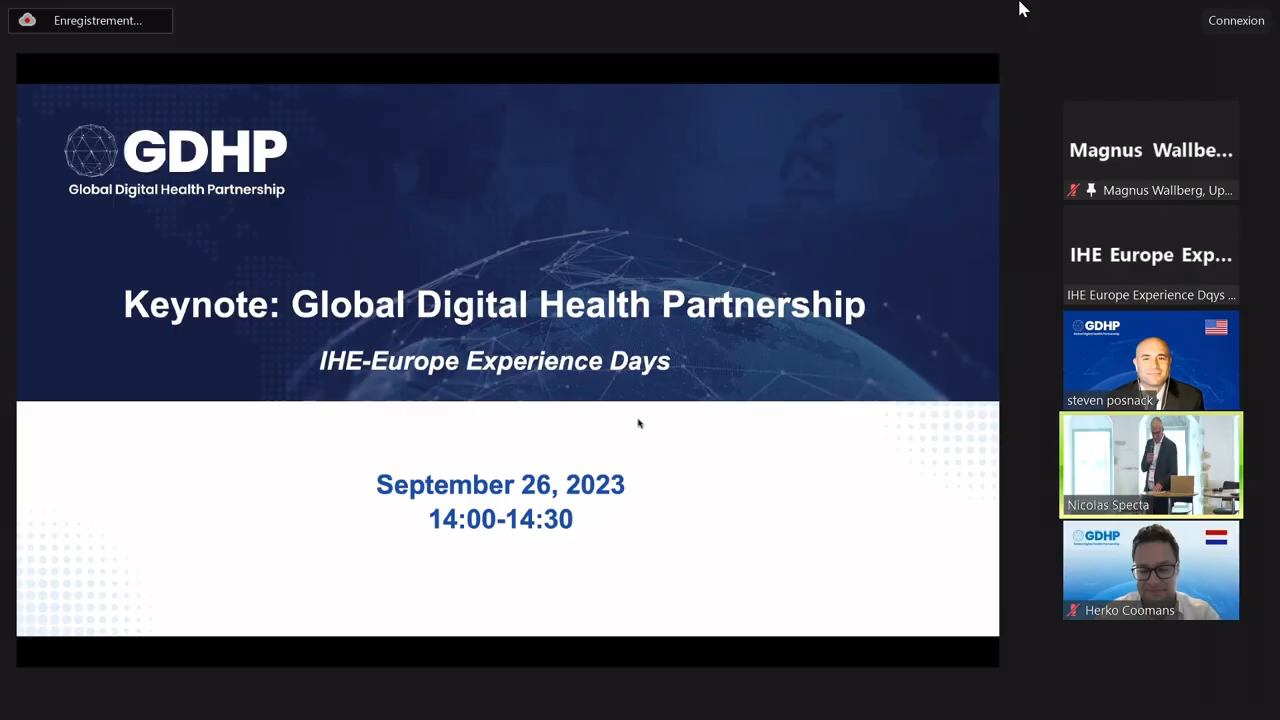 Enregistrement...
Connexion
GDHP
Global Digital Health Partnership
Keynote: Global Digital Health Partnership
IHE-Europe Experience Days
September 26, 2023
14:00-14:30
Magnus Wallbe...
Magnus Wallberg, Up...
IHE Europe Exp...
IHE Europe Experience Dqys ...
GDHP
steven posnack
Nicolas Specta
GDHP
Herko Coomans